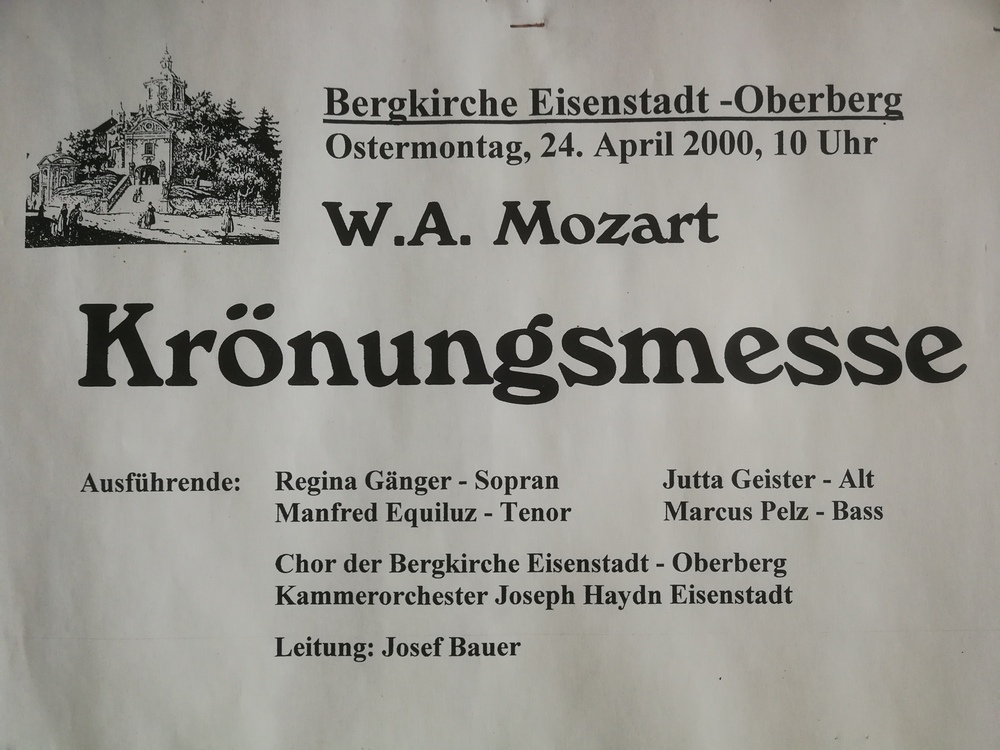 Bergkirche Eisenstadt -Oberberg
Ostermontag, 24. April 2000, 10 Uhr
W.A. Mozart
Krönungsmesse
Ausführende: Regina Gänger - Sopran Jutta Geister - Alt
Manfred Equiluz - Tenor Marcus Pelz - Bass
Chor der Bergkirche Eisenstadt - Oberberg
Kammerorchester Joseph Haydn Eisenstadt
Leitung: Josef Bauer